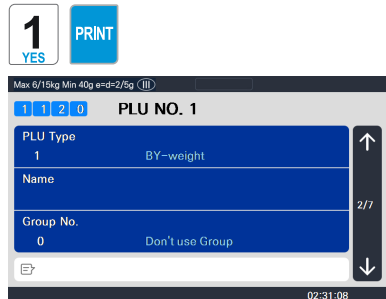 1
YES
PRINT
Max 6/15kg Min 40g e=d=2/5g III
1 1 2 0 PLU NO. 1
PLU Type
1 BY-weight
Name
2/7
Group No.
0 Don't use Group
02:31:08